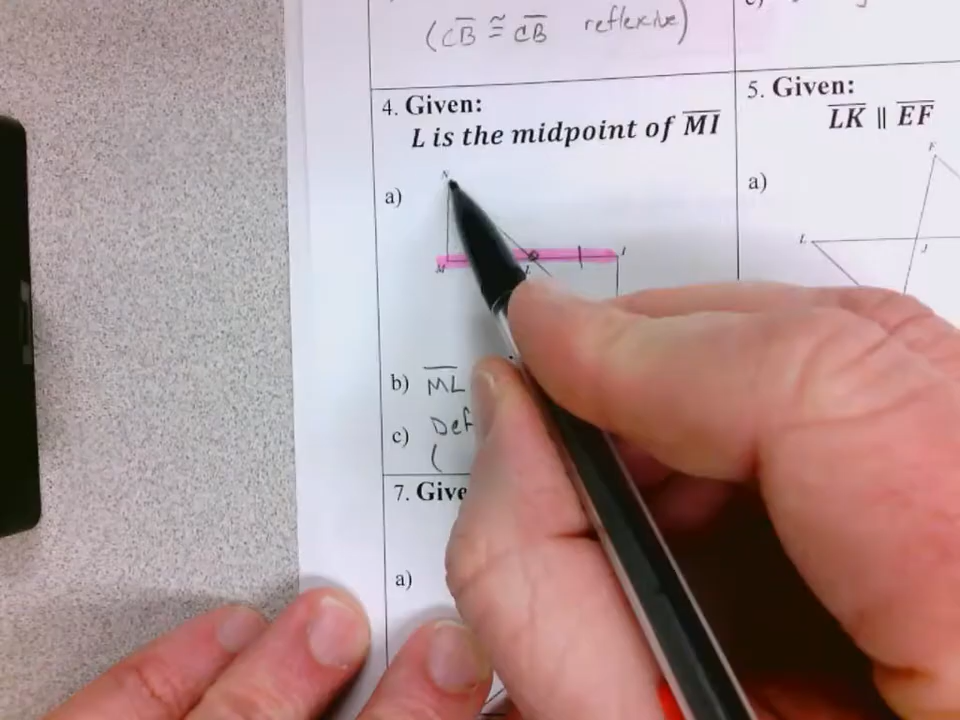 (CB ≅ CB reflexive)
4. Given:
L is the midpoint of MI
a)
N
M
L
I
b) ML
c) Def
(
5. Given:
LK ∥ EF
a)
F
L
J
7. Give
a)